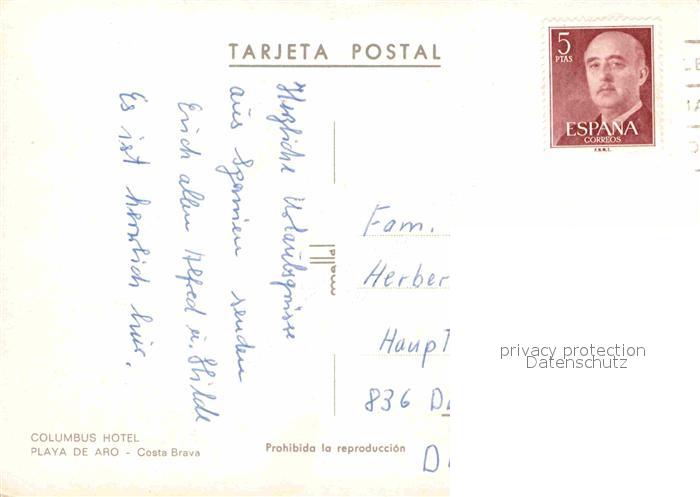 TARJETA POSTAL
5
PTAS
ESPAÑA
CORREOS
F.N.M.T.
Herzliche Urlaubsgrüsse
aus Spanien senden
Euch allen Alfred u. Hilde
Es ist herrlich hier.
Fam.
Herber
Haupt
836 D
D
privacy protection
Datenschutz
COLUMBUS HOTEL
PLAYA DE ARO - Costa Brava
Prohibida la reproducción